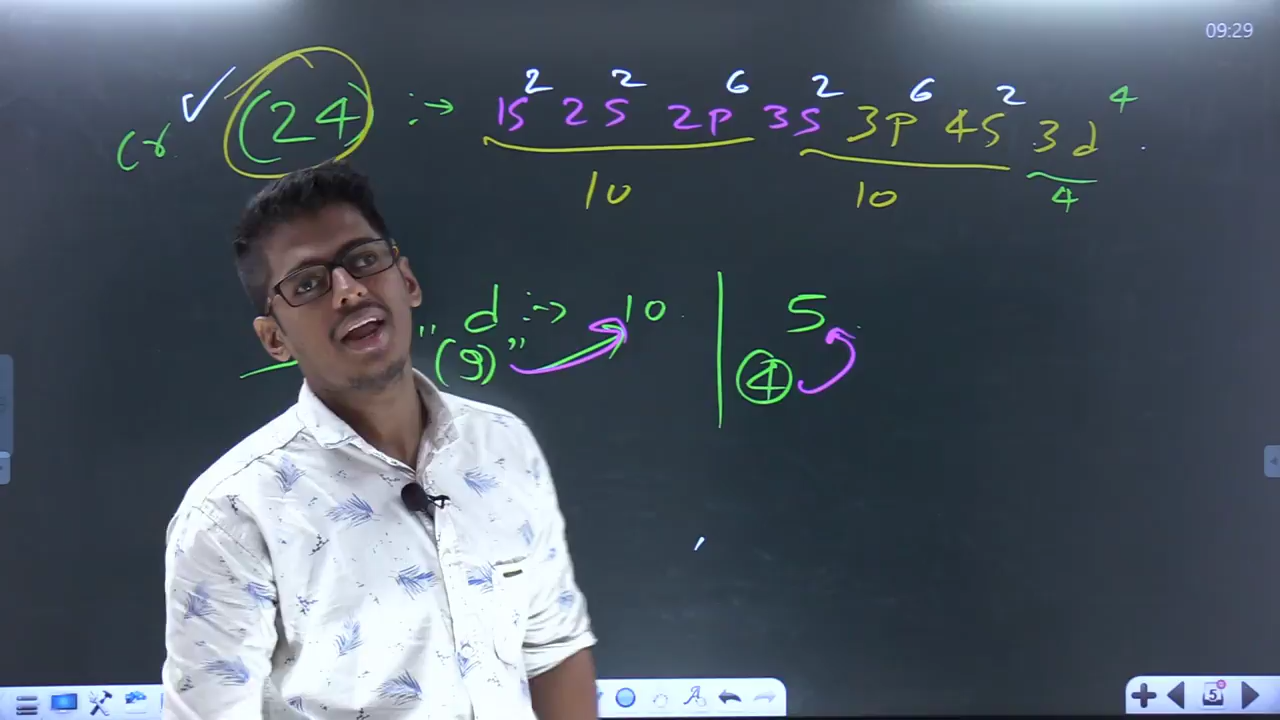 09:29
Cr (24) :→ 1s² 2s² 2p⁶ 3s² 3p⁶ 4s² 3d⁴
10 10 4
d :→ 10 | 5
"(9)" 4
5